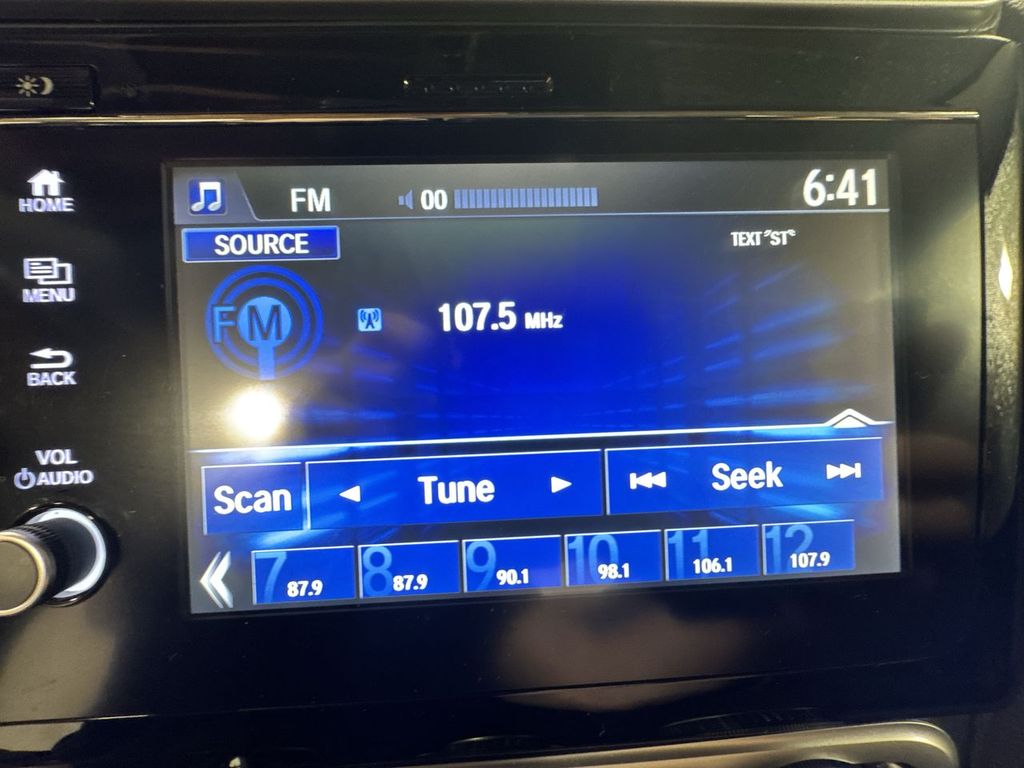 FM 00 6:41
SOURCE
TEXT ST
HOME
MENU
BACK
FM
107.5 MHz
VOL
AUDIO
Scan Tune Seek
7 87.9
8 87.9
9 90.1
10 98.1
11 106.1
12 107.9